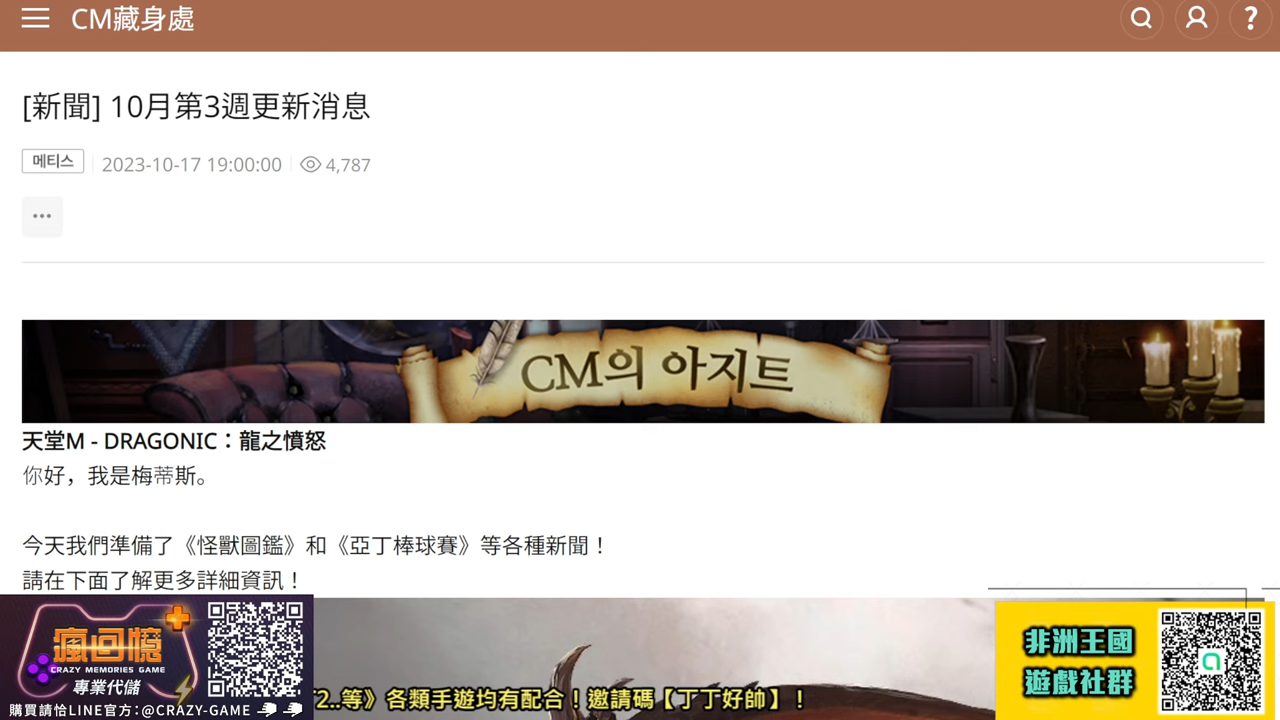 CM藏身處
?
[新聞] 10月第3週更新消息
메티스
2023-10-17 19:00:00
4,787
CM의 아지트
天堂M - DRAGONIC：龍之憤怒
你好，我是梅蒂斯。
今天我們準備了《怪獸圖鑑》和《亞丁棒球賽》等各種新聞！
請在下面了解更多詳細資訊！
瘋回憶
CRAZY MEMORIES GAME
專業代儲
購買請恰LINE官方:@CRAZY-GAME
2..等》各類手遊均有配合！邀請碼【丁丁好帥】！
非洲王國
遊戲社群